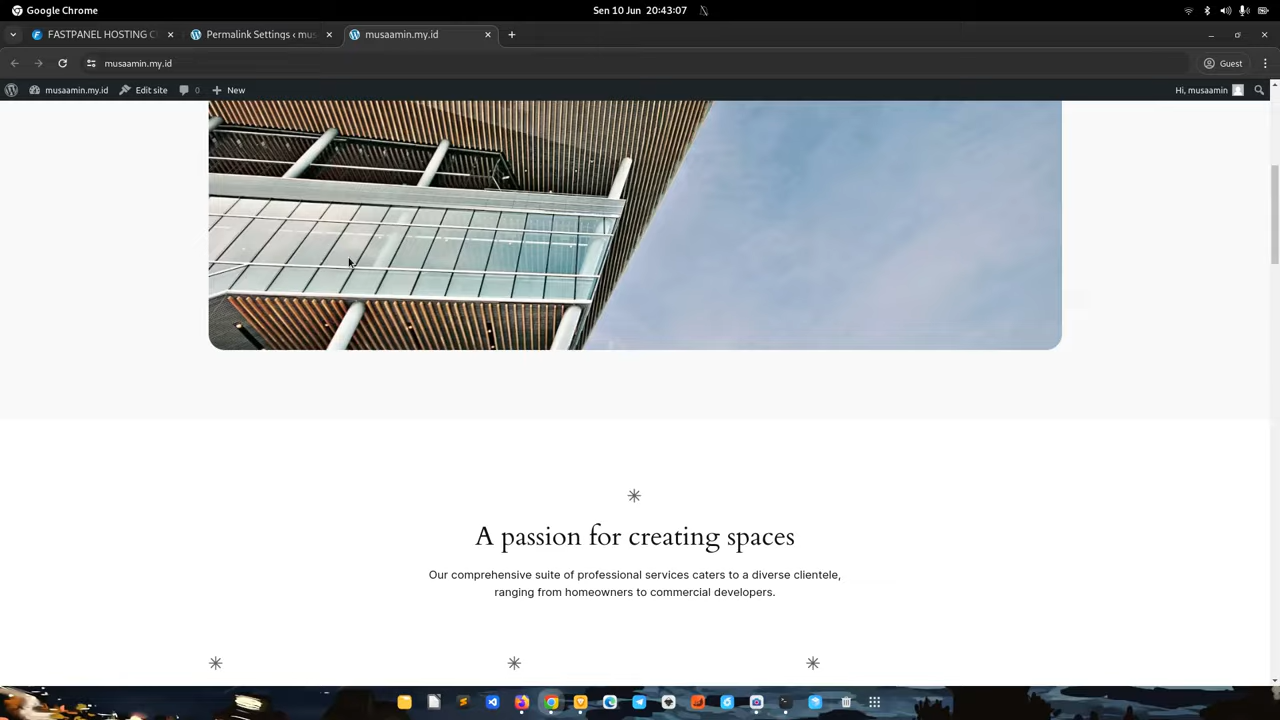 Google Chrome
Sen 10 Jun 20:43:07
FASTPANEL HOSTING C
Permalink Settings ‹ mus
musaamin.my.id
musaamin.my.id
Guest
musaamin.my.id
Edit site
0
New
Hi, musaamin
A passion for creating spaces
Our comprehensive suite of professional services caters to a diverse clientele,
ranging from homeowners to commercial developers.